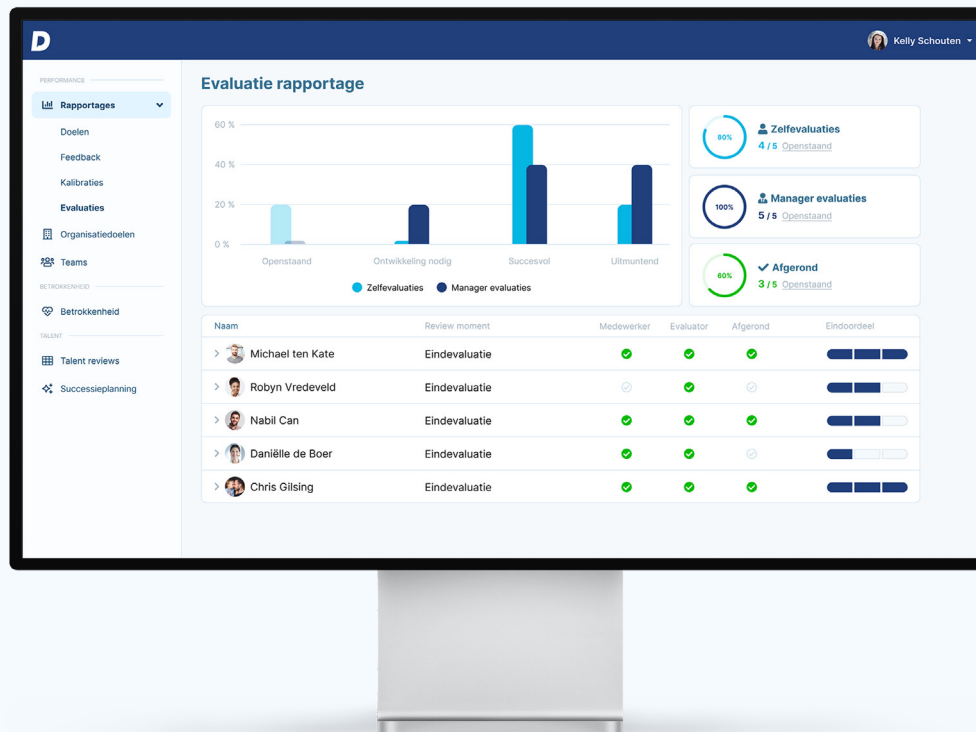 D
Kelly Schouten
PERFORMANCE
Rapportages
Doelen
Feedback
Kalibraties
Evaluaties
Organisatiedoelen
Teams
BETROKKENHEID
Betrokkenheid
TALENT
Talent reviews
Successieplanning
Evaluatie rapportage
60 %
40 %
20 %
0 %
Openstaand Ontwikkeling nodig Succesvol Uitmuntend
Zelfevaluaties Manager evaluaties
80% Zelfevaluaties
4 / 5 Openstaand
100% Manager evaluaties
5 / 5 Openstaand
60% Afgerond
3 / 5 Openstaand
Naam Review moment Medewerker Evaluator Afgerond Eindoordeel
Michael ten Kate Eindevaluatie
Robyn Vredeveld Eindevaluatie
Nabil Can Eindevaluatie
Daniëlle de Boer Eindevaluatie
Chris Gilsing Eindevaluatie